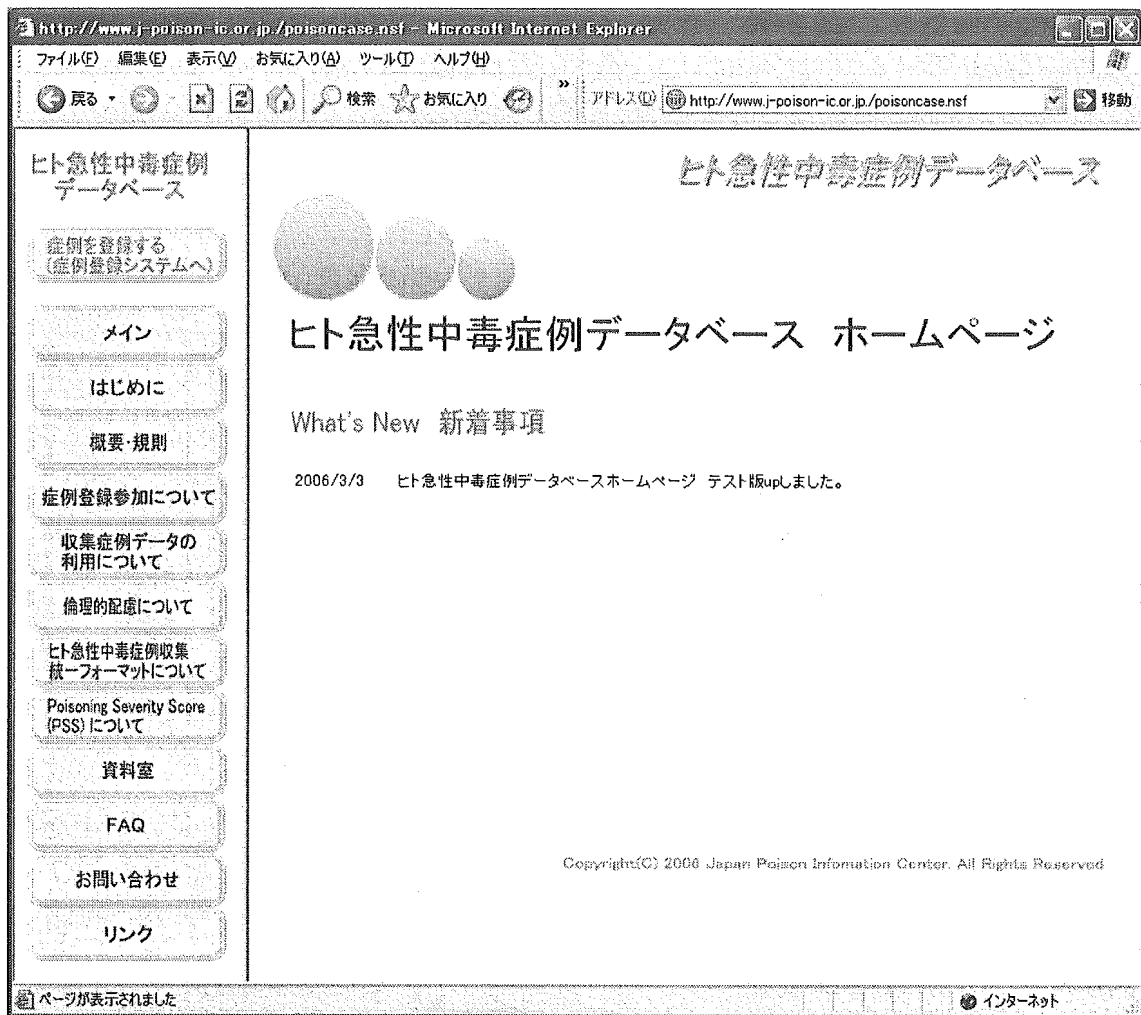 http://www.j-poison-ic.or.jp./poisoncase.nsf - Microsoft Internet Explorer
ファイル(F) 編集(E) 表示(V) お気に入り(A) ツール(T) ヘルプ(H)
戻る 検索 お気に入り » アドレス(D) http://www.j-poison-ic.or.jp./poisoncase.nsf 移動
ヒト急性中毒症例
データベース
症例を登録する
(症例登録システムへ)
メイン
はじめに
概要・規則
症例登録参加について
収集症例データの
利用について
倫理的配慮について
ヒト急性中毒症例収集
統一フォーマットについて
Poisoning Severity Score
(PSS)について
資料室
FAQ
お問い合わせ
リンク
ヒト急性中毒症例データベース
ヒト急性中毒症例データベース ホームページ
What's New 新着事項
2006/3/3 ヒト急性中毒症例データベースホームページ テスト版upしました。
Copyright(C) 2006 Japan Poison Infomation Center. All Rights Reserved
ページが表示されました インターネット